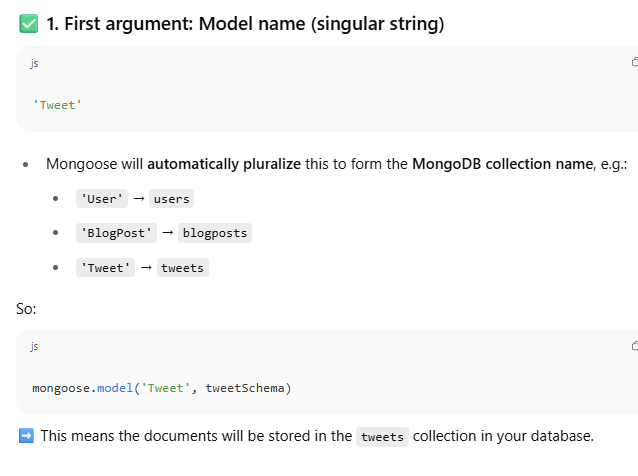 ✅ 1. First argument: Model name (singular string)
js
'Tweet'
• Mongoose will automatically pluralize this to form the MongoDB collection name, e.g.:
• 'User' → users
• 'BlogPost' → blogposts
• 'Tweet' → tweets
So:
js
mongoose.model('Tweet', tweetSchema)
➡️ This means the documents will be stored in the tweets collection in your database.